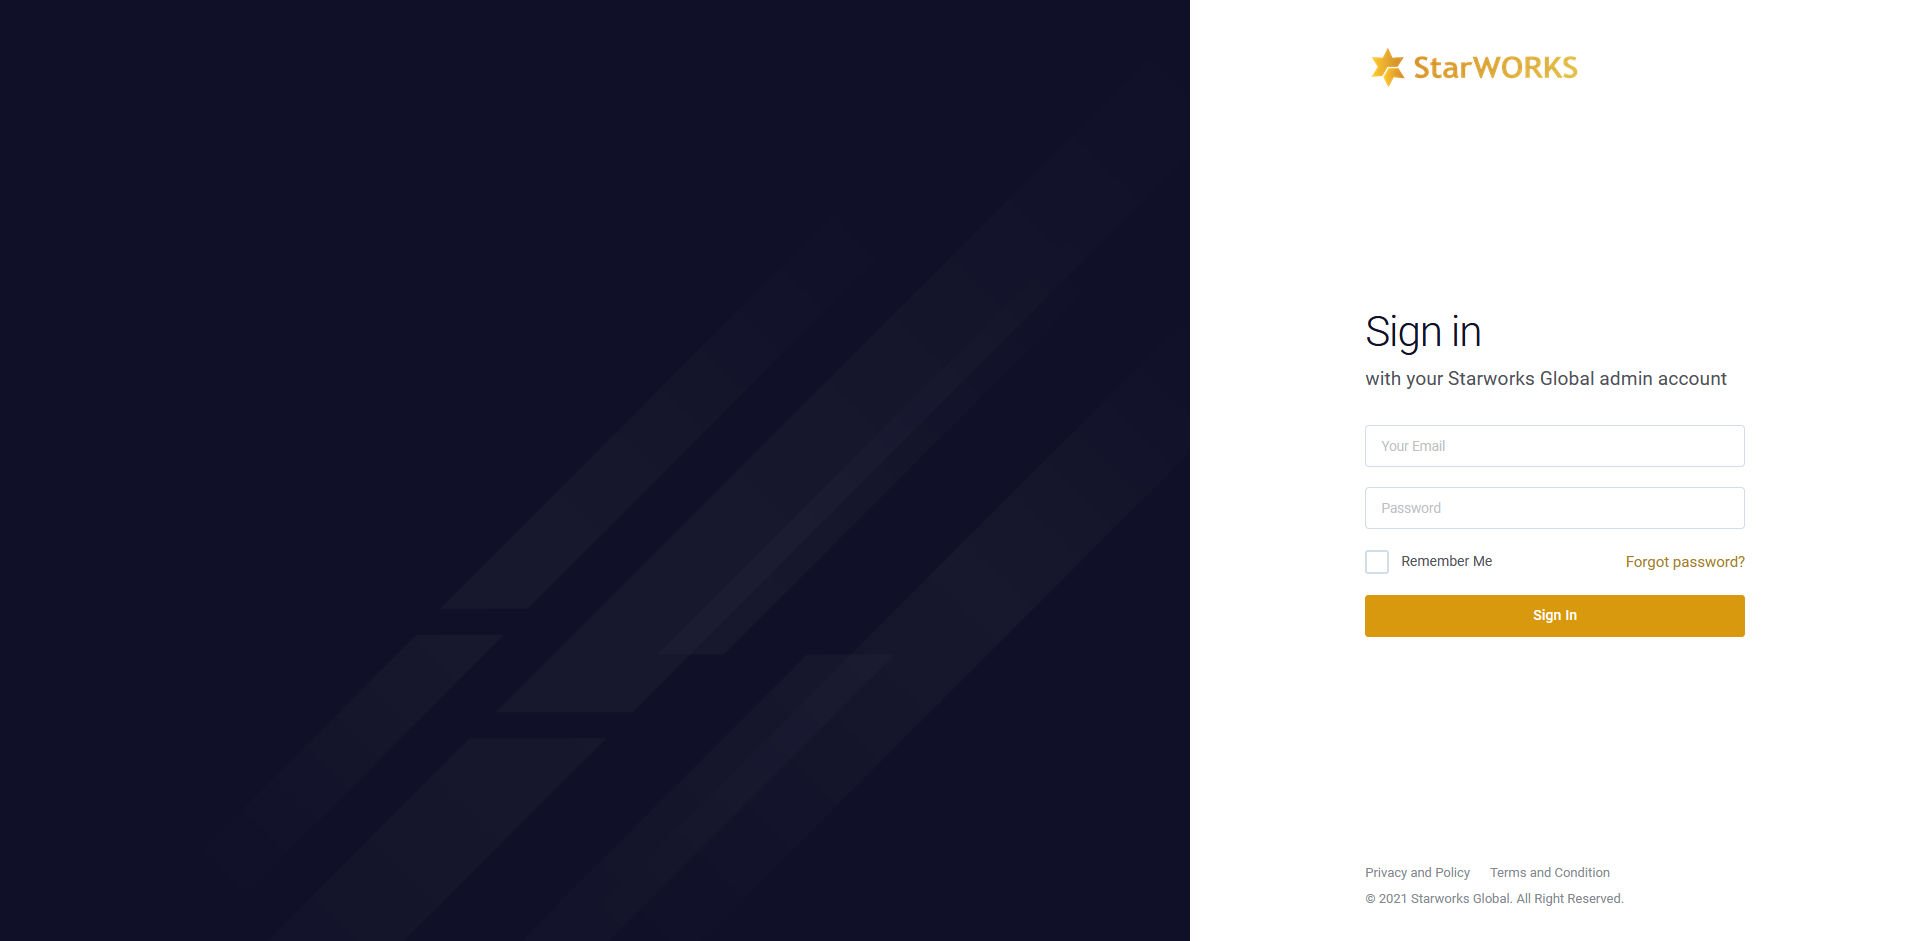 StarWORKS
Sign in
with your Starworks Global admin account
Your Email
Password
Remember Me
Forgot password?
Sign In
Privacy and Policy
Terms and Condition
© 2021 Starworks Global. All Right Reserved.